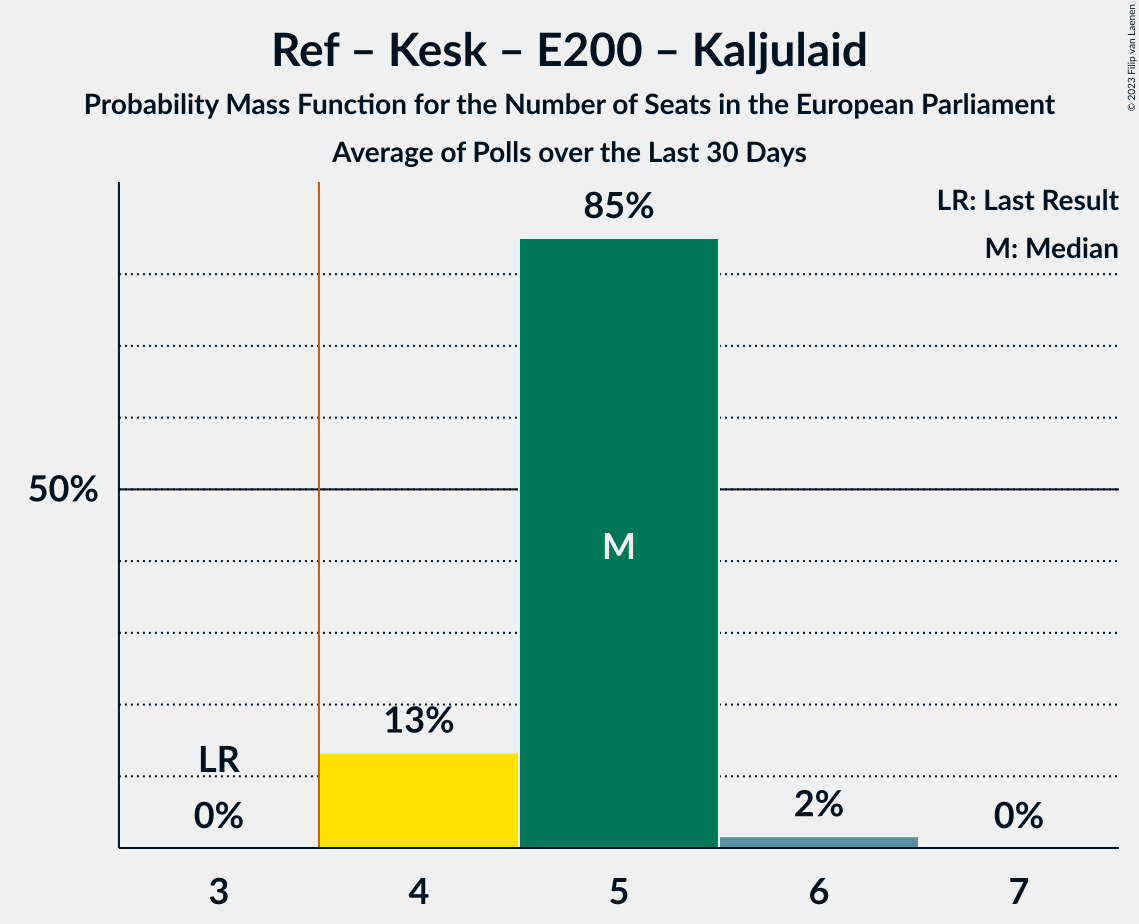 Ref – Kesk – E200 – Kaljulaid
Probability Mass Function for the Number of Seats in the European Parliament
Average of Polls over the Last 30 Days
© 2023 Filip van Laenen
LR: Last Result
M: Median
85%
50%
M
13%
LR
0%
2%
0%
3 4 5 6 7